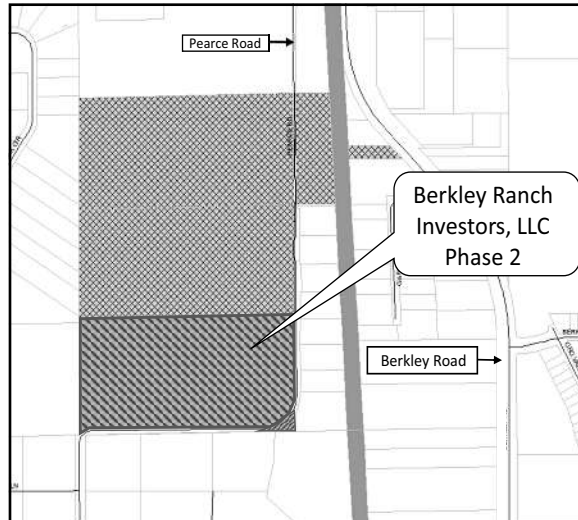 Pearce Road
Berkley Ranch
Investors, LLC
Phase 2
Berkley Road